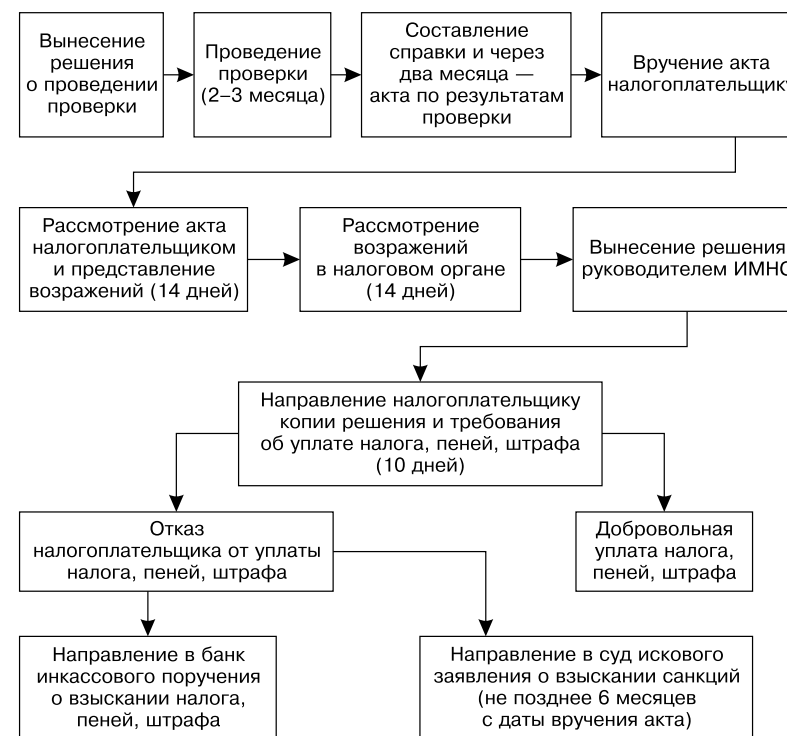 Вынесение
решения
о проведении
проверки
Проведение
проверки
(2–3 месяца)
Составление
справки и через
два месяца —
акта по результатам
проверки
Вручение акта
налогоплательщику
Рассмотрение акта
налогоплательщиком
и представление
возражений (14 дней)
Рассмотрение
возражений
в налоговом органе
(14 дней)
Вынесение решения
руководителем ИМНС
Направление налогоплательщику
копии решения и требования
об уплате налога, пеней, штрафа
(10 дней)
Отказ
налогоплательщика от уплаты
налога, пеней, штрафа
Добровольная
уплата налога,
пеней, штрафа
Направление в банк
инкассового поручения
о взыскании налога,
пеней, штрафа
Направление в суд искового
заявления о взыскании санкций
(не позднее 6 месяцев
с даты вручения акта)